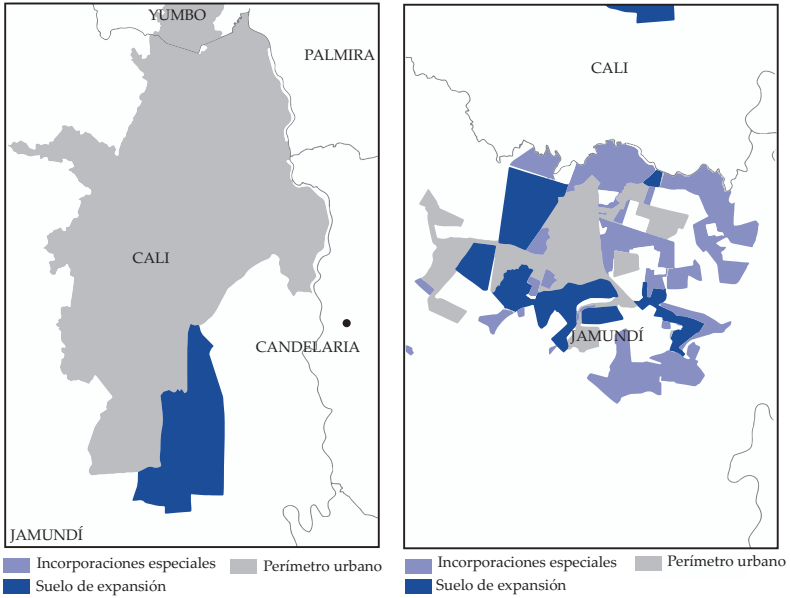 YUMBO
PALMIRA
CALI
CANDELARIA
JAMUNDÍ
Incorporaciones especiales
Perímetro urbano
Suelo de expansión
CALI
JAMUNDÍ
Incorporaciones especiales
Perímetro urbano
Suelo de expansión